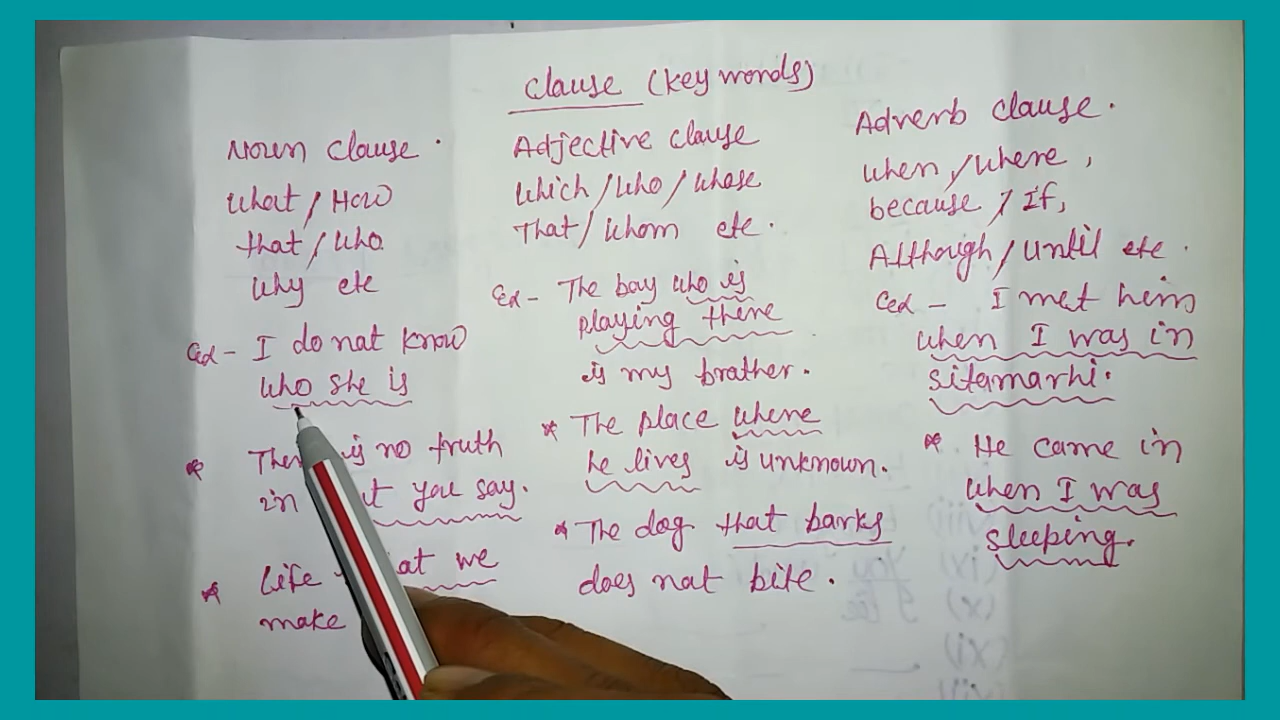 Clause (Key words)
Noun clause.
What / How
that / Who
Why etc
Ex - I do not know
who she is
* is no truth
in you say.
* Life we
make
Adjective clause
Which / Who / Whose
That / Whom etc.
Ex - The boy who is
playing there
is my brother.
* The place where
he lives is unknown.
* The dog that barks
does not bite.
Adverb clause.
When / Where,
because / If,
Although / Until etc.
Ex - I met him
when I was in
sitamarhi.
* He came in
when I was
sleeping.